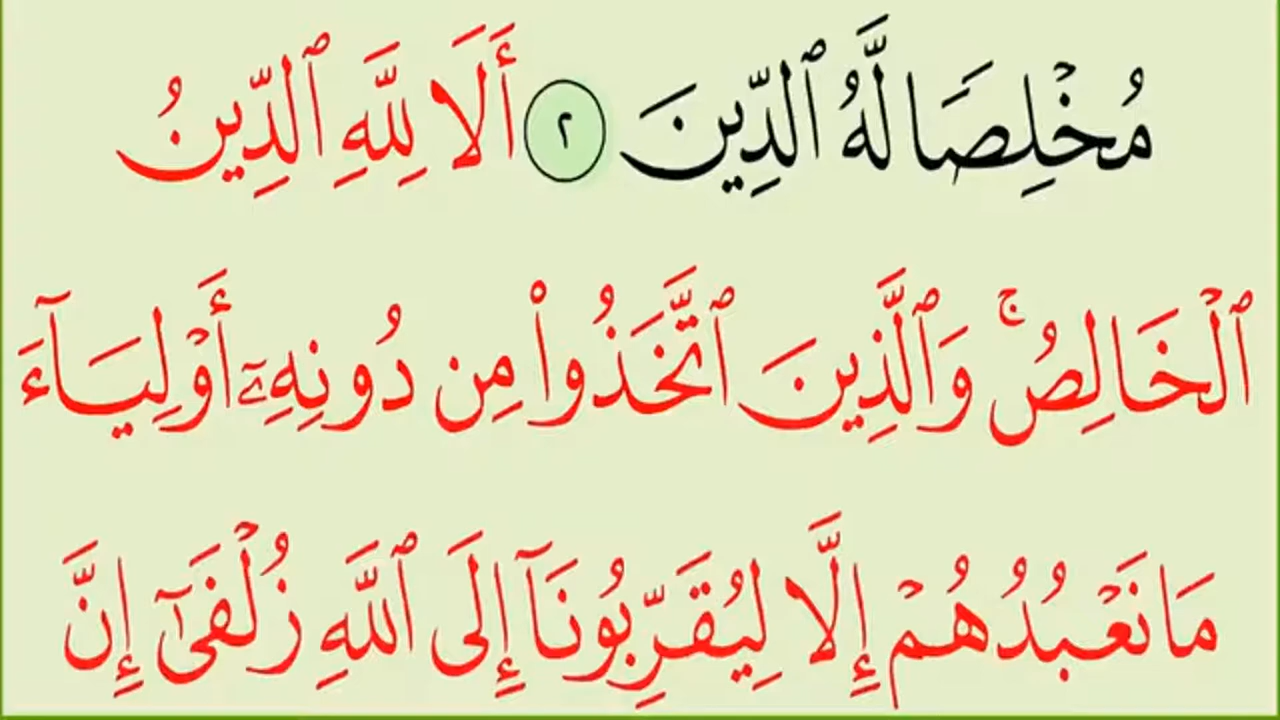 مُخۡلِصٗا لَّهُ ٱلدِّينَ ٢ أَلَا لِلَّهِ ٱلدِّينُ
ٱلۡخَالِصُۚ وَٱلَّذِينَ ٱتَّخَذُواْ مِن دُونِهِۦٓ أَوۡلِيَآءَ
مَا نَعۡبُدُهُمۡ إِلَّا لِيُقَرِّبُونَآ إِلَى ٱللَّهِ زُلۡفَىٰٓ إِنَّ